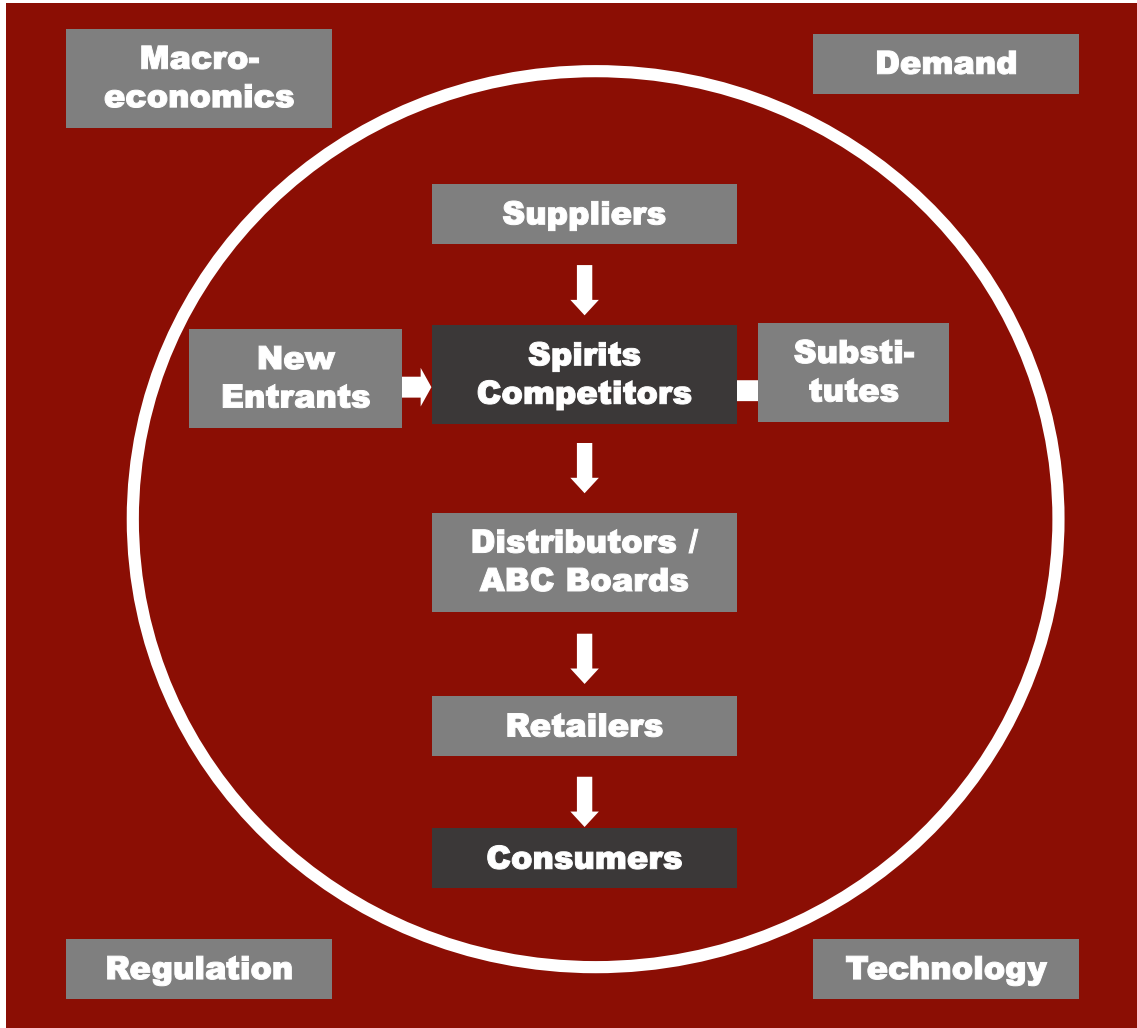 Macro-
economics
Demand
Suppliers
New
Entrants
Spirits
Competitors
Substi-
tutes
Distributors /
ABC Boards
Retailers
Consumers
Regulation
Technology